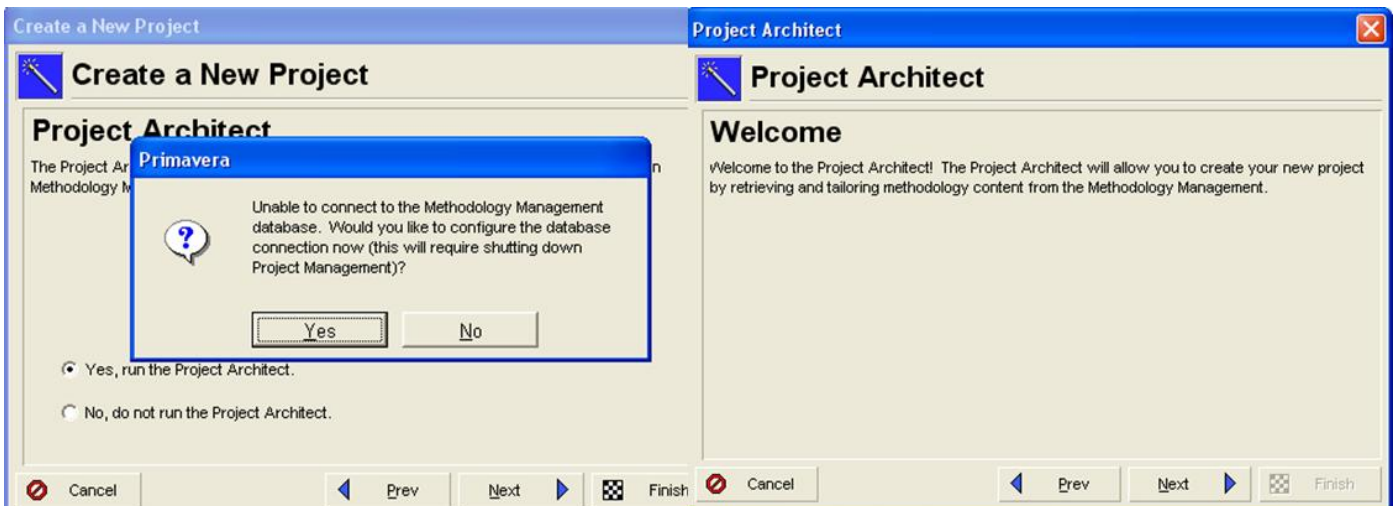 Create a New Project
Create a New Project
Project Architect
The Project Ar
n
Methodology M
Primavera
Unable to connect to the Methodology Management
database. Would you like to configure the database
connection now (this will require shutting down
Project Management)?
Yes
No
Yes, run the Project Architect.
No, do not run the Project Architect.
Cancel
Prev
Next
Finish
Project Architect
Project Architect
Welcome
Welcome to the Project Architect! The Project Architect will allow you to create your new project
by retrieving and tailoring methodology content from the Methodology Management.
Cancel
Prev
Next
Finish